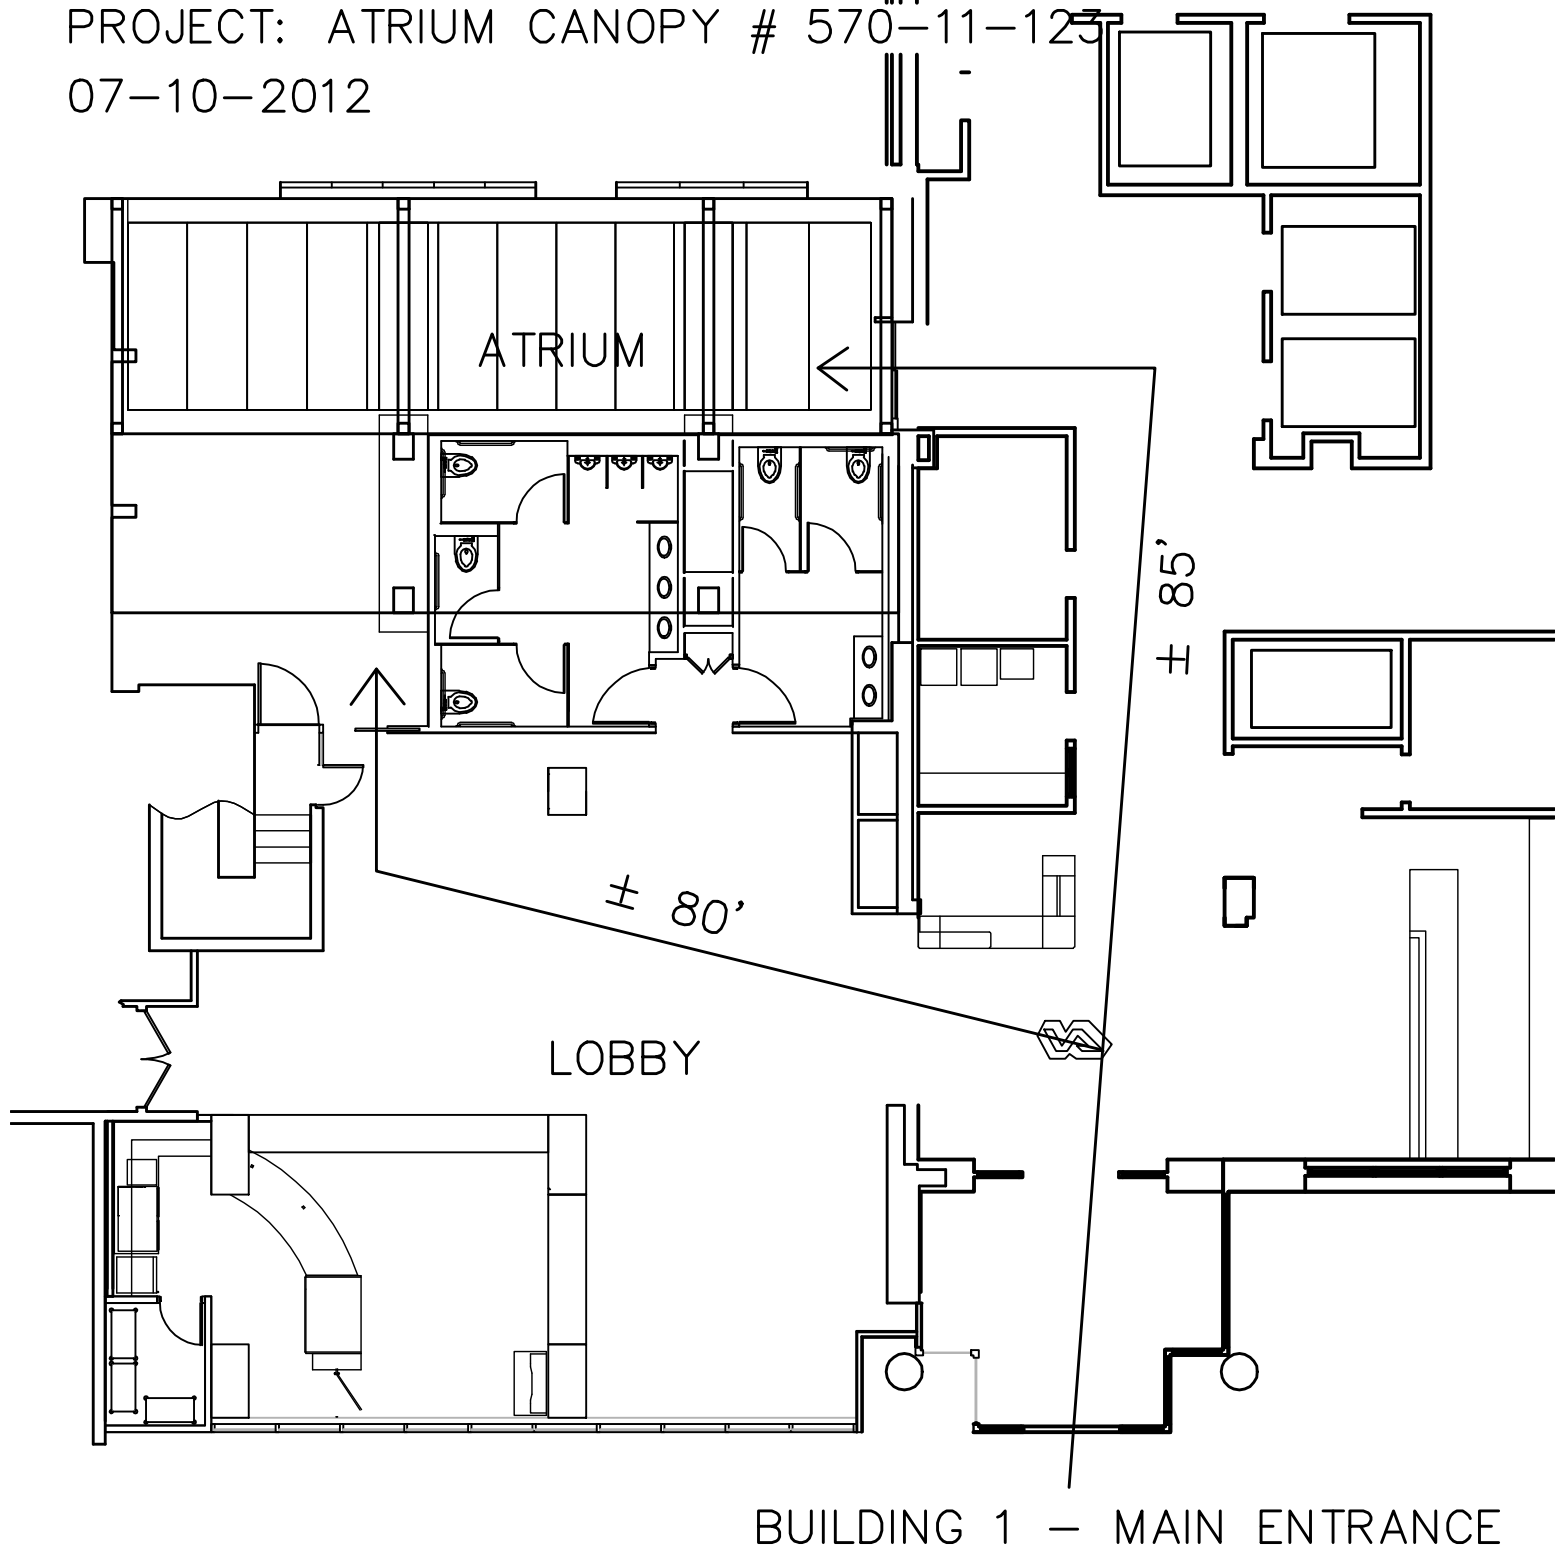 PROJECT: ATRIUM CANOPY # 570-11-123
07-10-2012
ATRIUM
± 85'
± 80'
LOBBY
BUILDING 1 - MAIN ENTRANCE